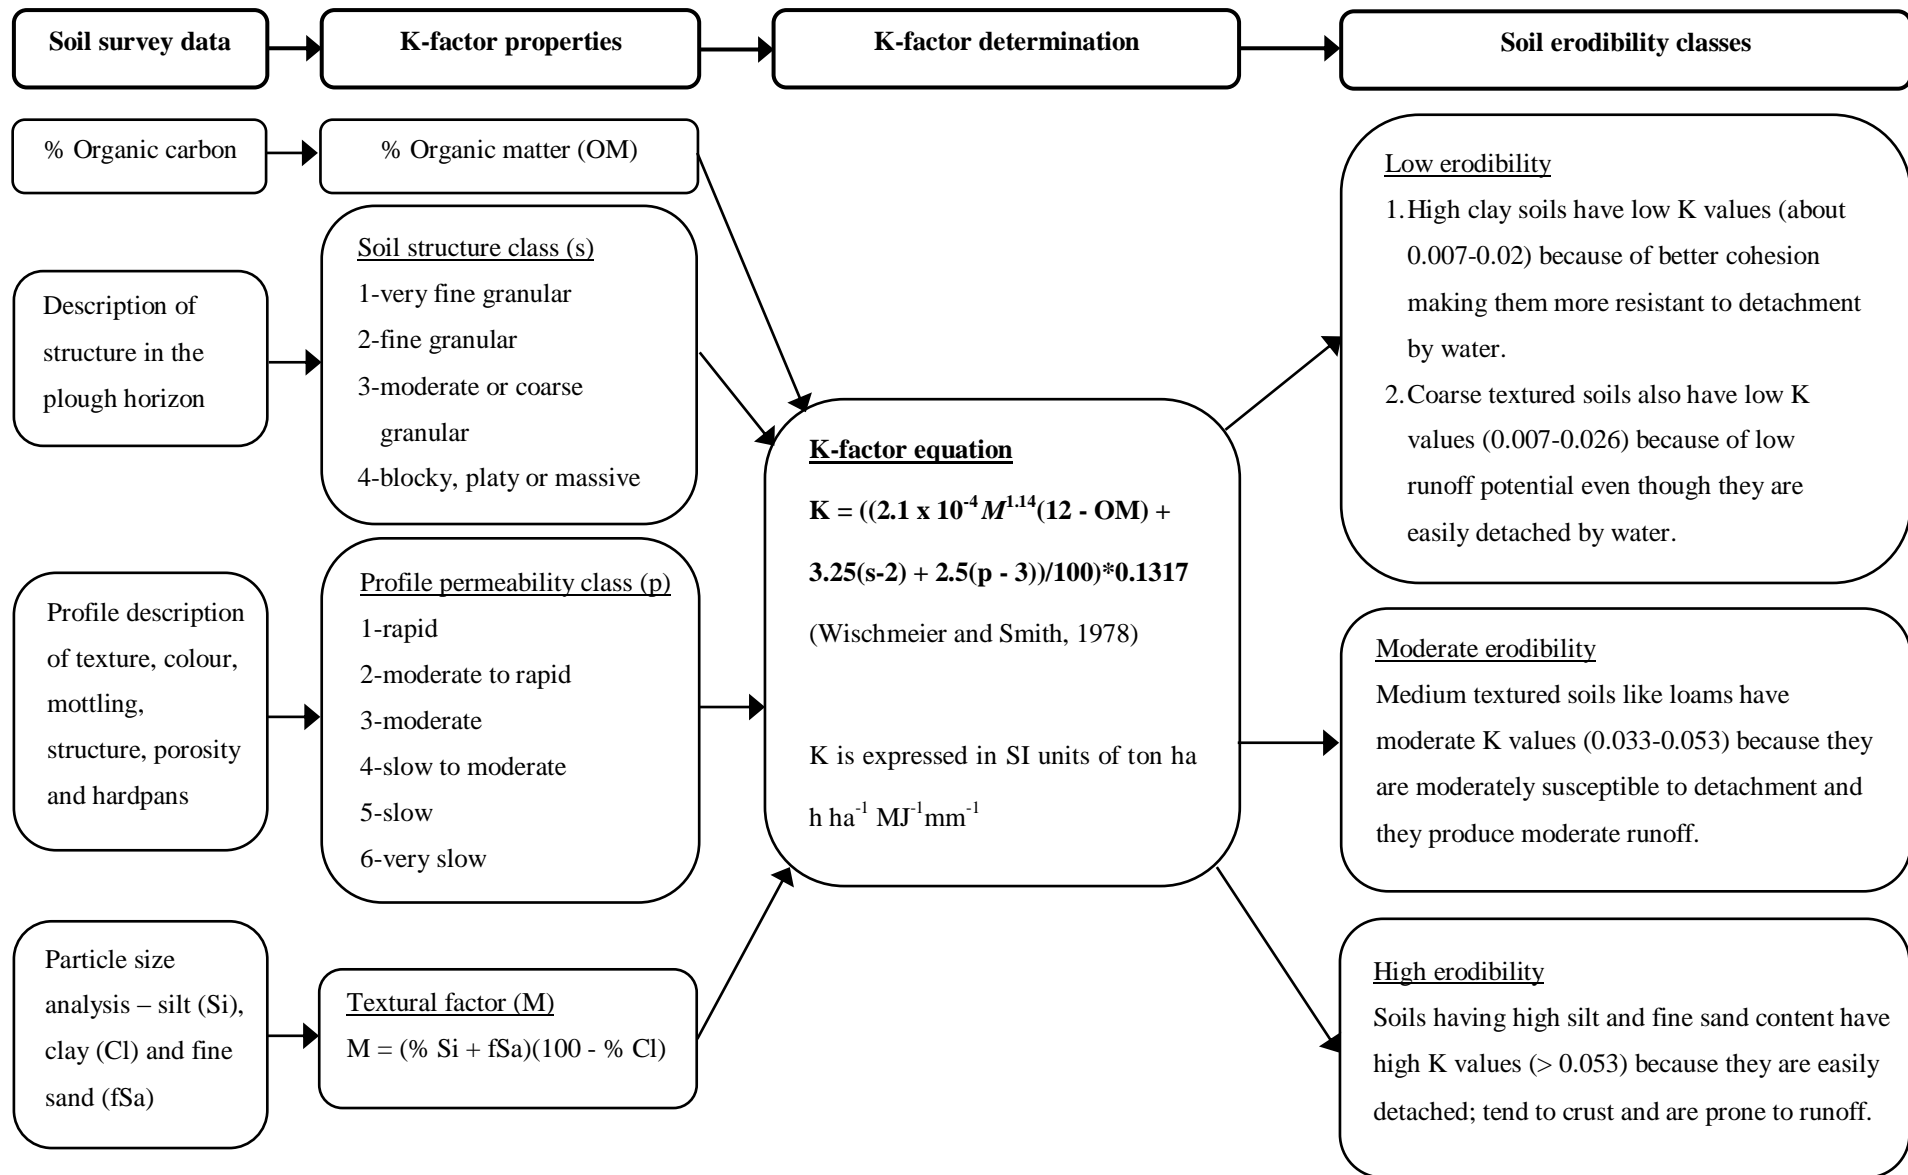 Soil survey data
K-factor properties
K-factor determination
Soil erodibility classes
% Organic carbon
% Organic matter (OM)
Description of
structure in the
plough horizon
Soil structure class (s)
1-very fine granular
2-fine granular
3-moderate or coarse
granular
4-blocky, platy or massive
Profile description
of texture, colour,
mottling,
structure, porosity
and hardpans
Profile permeability class (p)
1-rapid
2-moderate to rapid
3-moderate
4-slow to moderate
5-slow
6-very slow
Particle size
analysis – silt (Si),
clay (Cl) and fine
sand (fSa)
Textural factor (M)
M = (% Si + fSa)(100 - % Cl)
K-factor equation
K = ((2.1 x 10⁻⁴ M¹·¹⁴(12 - OM) +
3.25(s-2) + 2.5(p - 3))/100)*0.1317
(Wischmeier and Smith, 1978)
K is expressed in SI units of ton ha
h ha⁻¹ MJ⁻¹mm⁻¹
Low erodibility
1. High clay soils have low K values (about
0.007-0.02) because of better cohesion
making them more resistant to detachment
by water.
2. Coarse textured soils also have low K
values (0.007-0.026) because of low
runoff potential even though they are
easily detached by water.
Moderate erodibility
Medium textured soils like loams have
moderate K values (0.033-0.053) because they
are moderately susceptible to detachment and
they produce moderate runoff.
High erodibility
Soils having high silt and fine sand content have
high K values (> 0.053) because they are easily
detached; tend to crust and are prone to runoff.